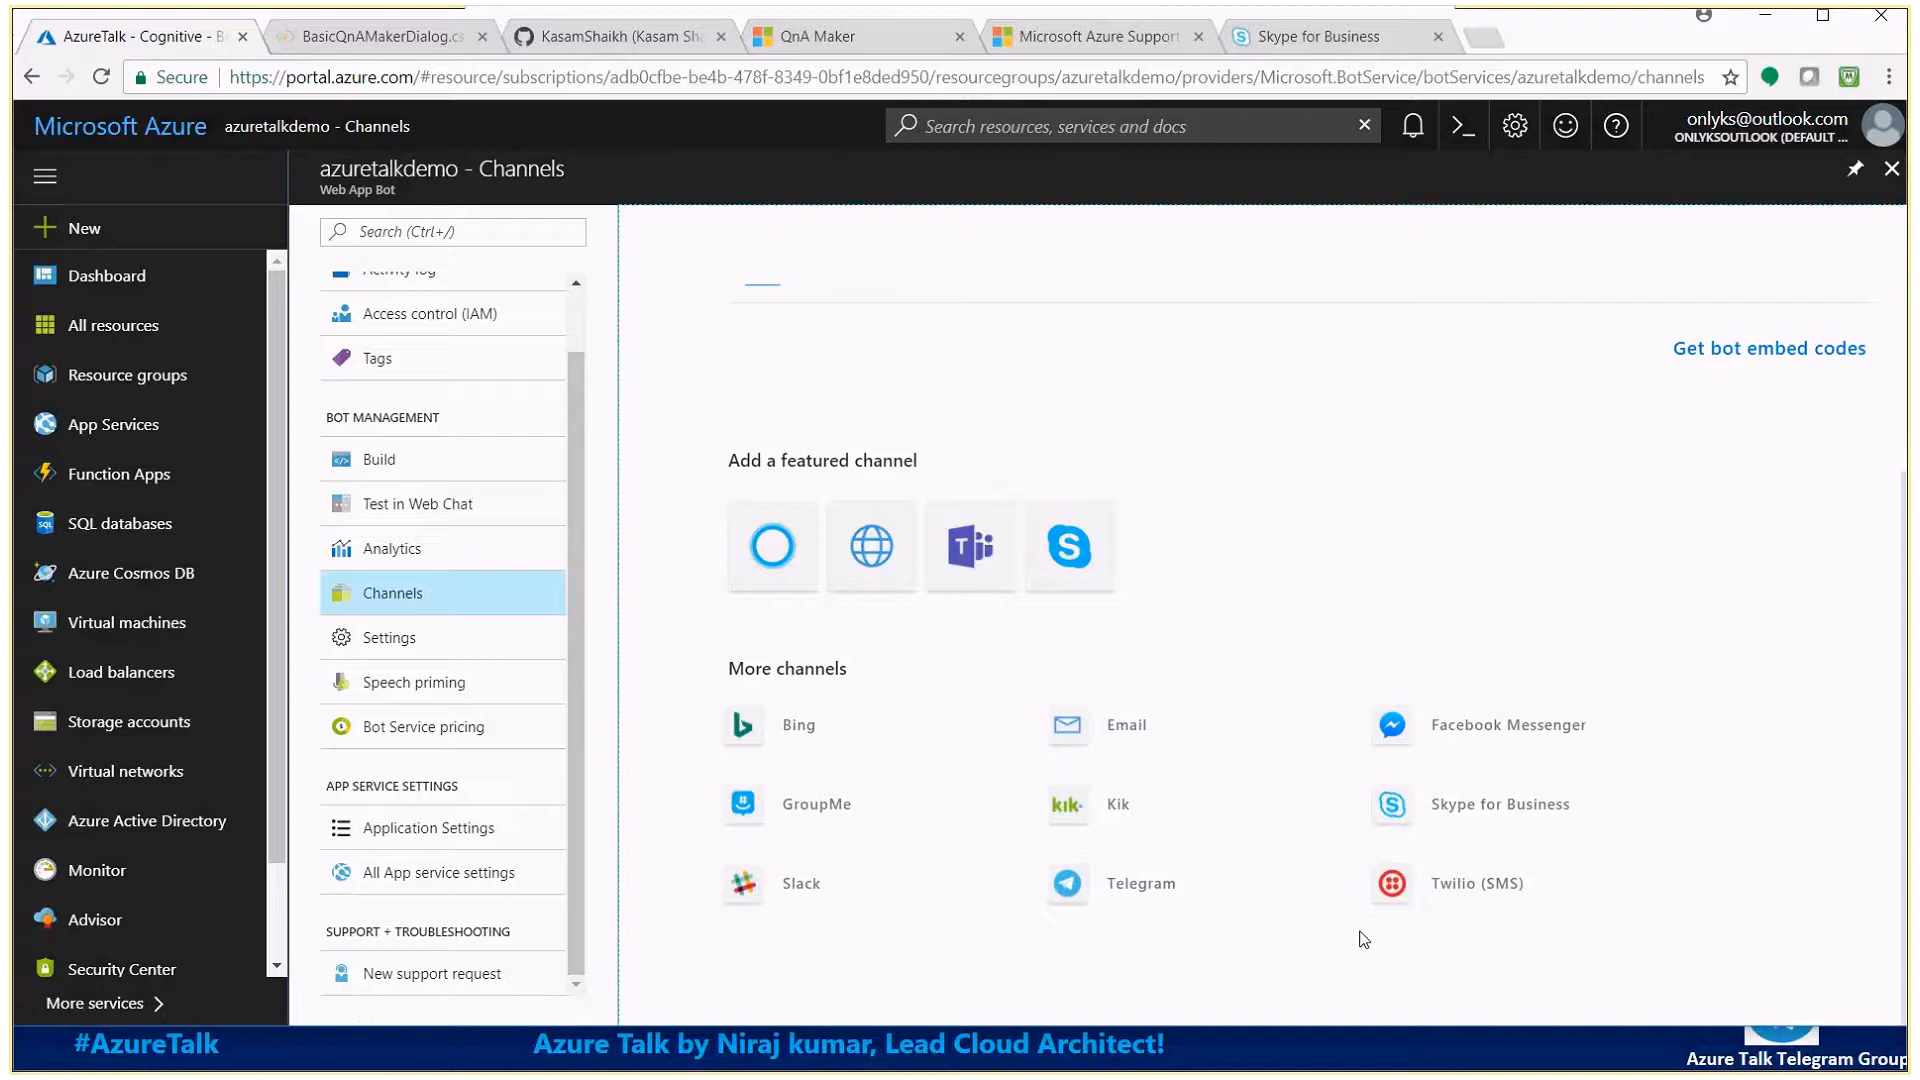 AzureTalk - Cognitive - B
BasicQnAMakerDialog.cs
KasamShaikh (Kasam Sha
QnA Maker
Microsoft Azure Support
Skype for Business
Secure
https://portal.azure.com/#resource/subscriptions/adb0cfbe-be4b-478f-8349-0bf1e8ded950/resourcegroups/azuretalkdemo/providers/Microsoft.BotService/botServices/azuretalkdemo/channels
Microsoft Azure azuretalkdemo - Channels
Search resources, services and docs
onlyks@outlook.com
ONLYKSOUTLOOK (DEFAULT ...
azuretalkdemo - Channels
Web App Bot
New
Dashboard
All resources
Resource groups
App Services
Function Apps
SQL databases
Azure Cosmos DB
Virtual machines
Load balancers
Storage accounts
Virtual networks
Azure Active Directory
Monitor
Advisor
Security Center
More services
Search (Ctrl+/)
Activity log
Access control (IAM)
Tags
BOT MANAGEMENT
Build
Test in Web Chat
Analytics
Channels
Settings
Speech priming
Bot Service pricing
APP SERVICE SETTINGS
Application Settings
All App service settings
SUPPORT + TROUBLESHOOTING
New support request
Get bot embed codes
Add a featured channel
More channels
Bing
Email
Facebook Messenger
GroupMe
kik.
Kik
Skype for Business
Slack
Telegram
Twilio (SMS)
#AzureTalk
Azure Talk by Niraj kumar, Lead Cloud Architect!
Azure Talk Telegram Group